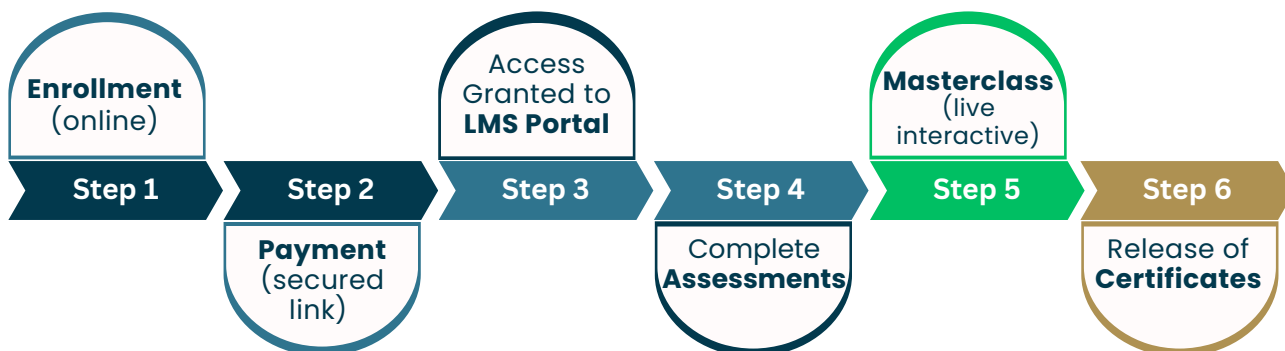 Enrollment
(online)
Step 1
Step 2
Payment
(secured
link)
Access
Granted to
LMS Portal
Step 3
Step 4
Complete
Assessments
Masterclass
(live
interactive)
Step 5
Step 6
Release of
Certificates